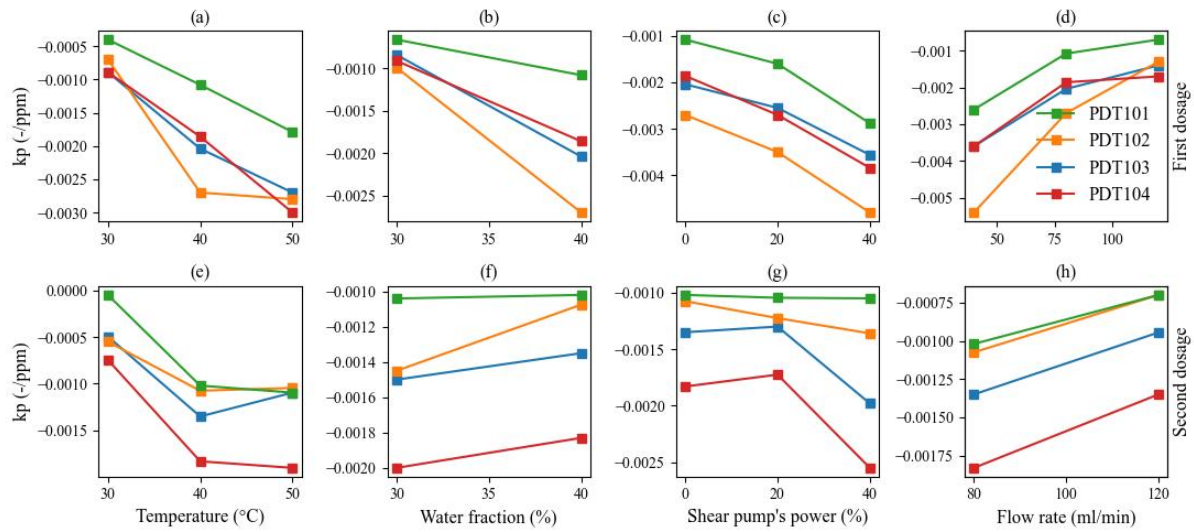 (a) (b) (c) (d)
kp (-/ppm)
−0.0005
−0.0010
−0.0015
−0.0020
−0.0025
−0.0030
30 40 50
−0.0010
−0.0015
−0.0020
−0.0025
30 35 40
−0.001
−0.002
−0.003
−0.004
0 20 40
−0.001
−0.002
−0.003
−0.004
−0.005
50 75 100
PDT101
PDT102
PDT103
PDT104
First dosage
(e) (f) (g) (h)
kp (-/ppm)
0.0000
−0.0005
−0.0010
−0.0015
30 40 50
Temperature (°C)
−0.0010
−0.0012
−0.0014
−0.0016
−0.0018
−0.0020
30 35 40
Water fraction (%)
−0.0010
−0.0015
−0.0020
−0.0025
0 20 40
Shear pump's power (%)
−0.00075
−0.00100
−0.00125
−0.00150
−0.00175
80 100 120
Flow rate (ml/min)
Second dosage